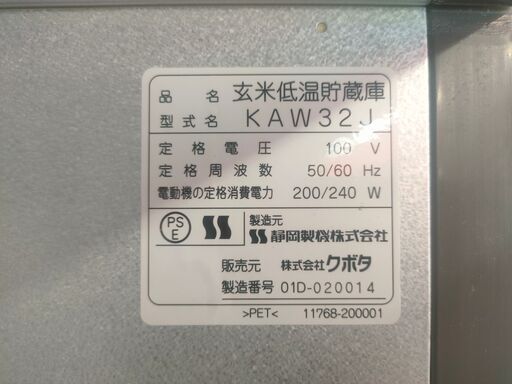 品名 玄米低温貯蔵庫
型式名 KAW32J
定格電圧 100 V
定格周波数 50/60 Hz
電動機の定格消費電力 200/240 W
PS
E
製造元
静岡製機株式会社
販売元 株式会社クボタ
製造番号 01D-020014
>PET< 11768-200001